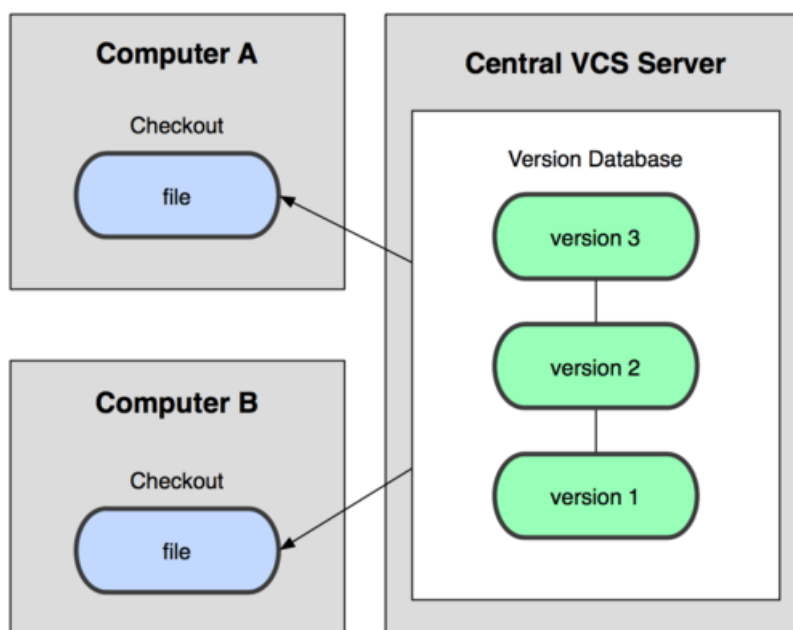 Computer A
Checkout
file
Computer B
Checkout
file
Central VCS Server
Version Database
version 3
version 2
version 1